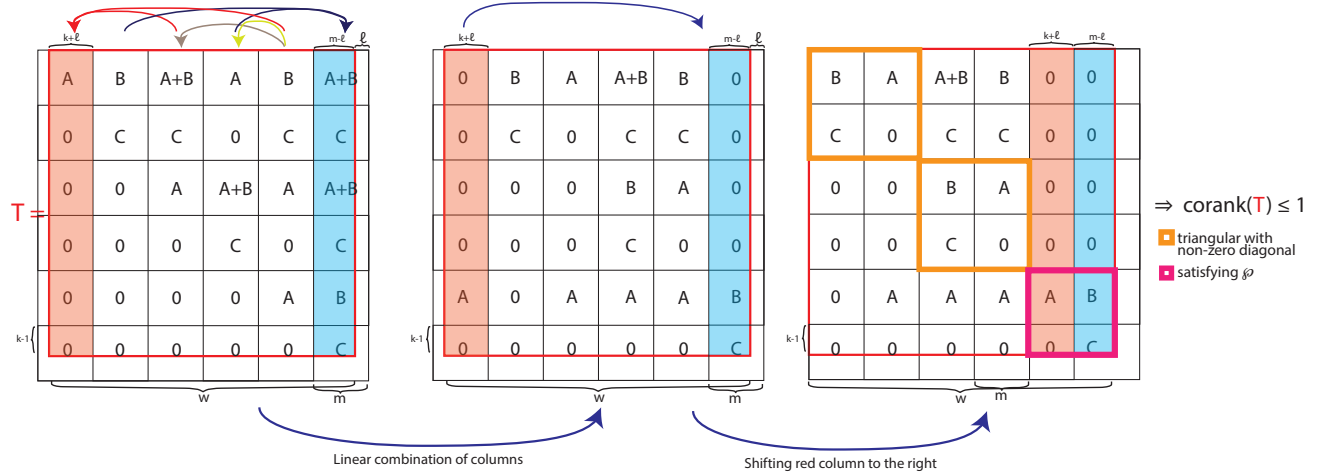 k+ℓ m-ℓ ℓ
A B A+B A B A+B
0 C C 0 C C
0 0 A A+B A A+B
T =
0 0 0 C 0 C
0 0 0 0 A B
k-1
0 0 0 0 0 C
w m
k+ℓ m-ℓ ℓ
0 B A A+B B 0
0 C 0 C C 0
0 0 0 B A 0
0 0 0 C 0 0
A 0 A A A B
k-1
0 0 0 0 0 C
w m
k+ℓ m-ℓ
B A A+B B 0 0
C 0 C C 0 0
0 0 B A 0 0
0 0 C 0 0 0
0 A A A A B
k-1
0 0 0 0 0 C
w m
⇒ corank(T) ≤ 1
triangular with
non-zero diagonal
satisfying ℘
Linear combination of columns
Shifting red column to the right